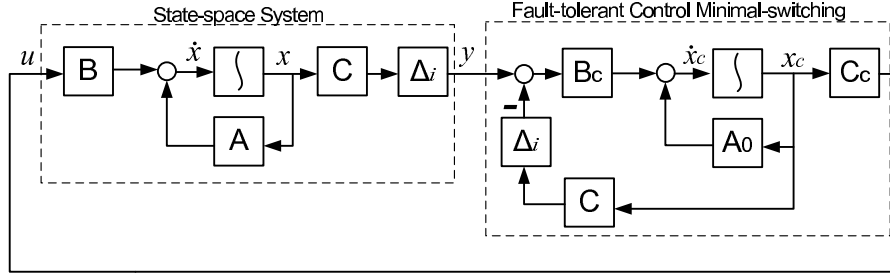 State-space System
Fault-tolerant Control Minimal-switching
u B ẋ ∫ x C Δi y Bc ẋc ∫ xc Cc
A
- Δi A0
C